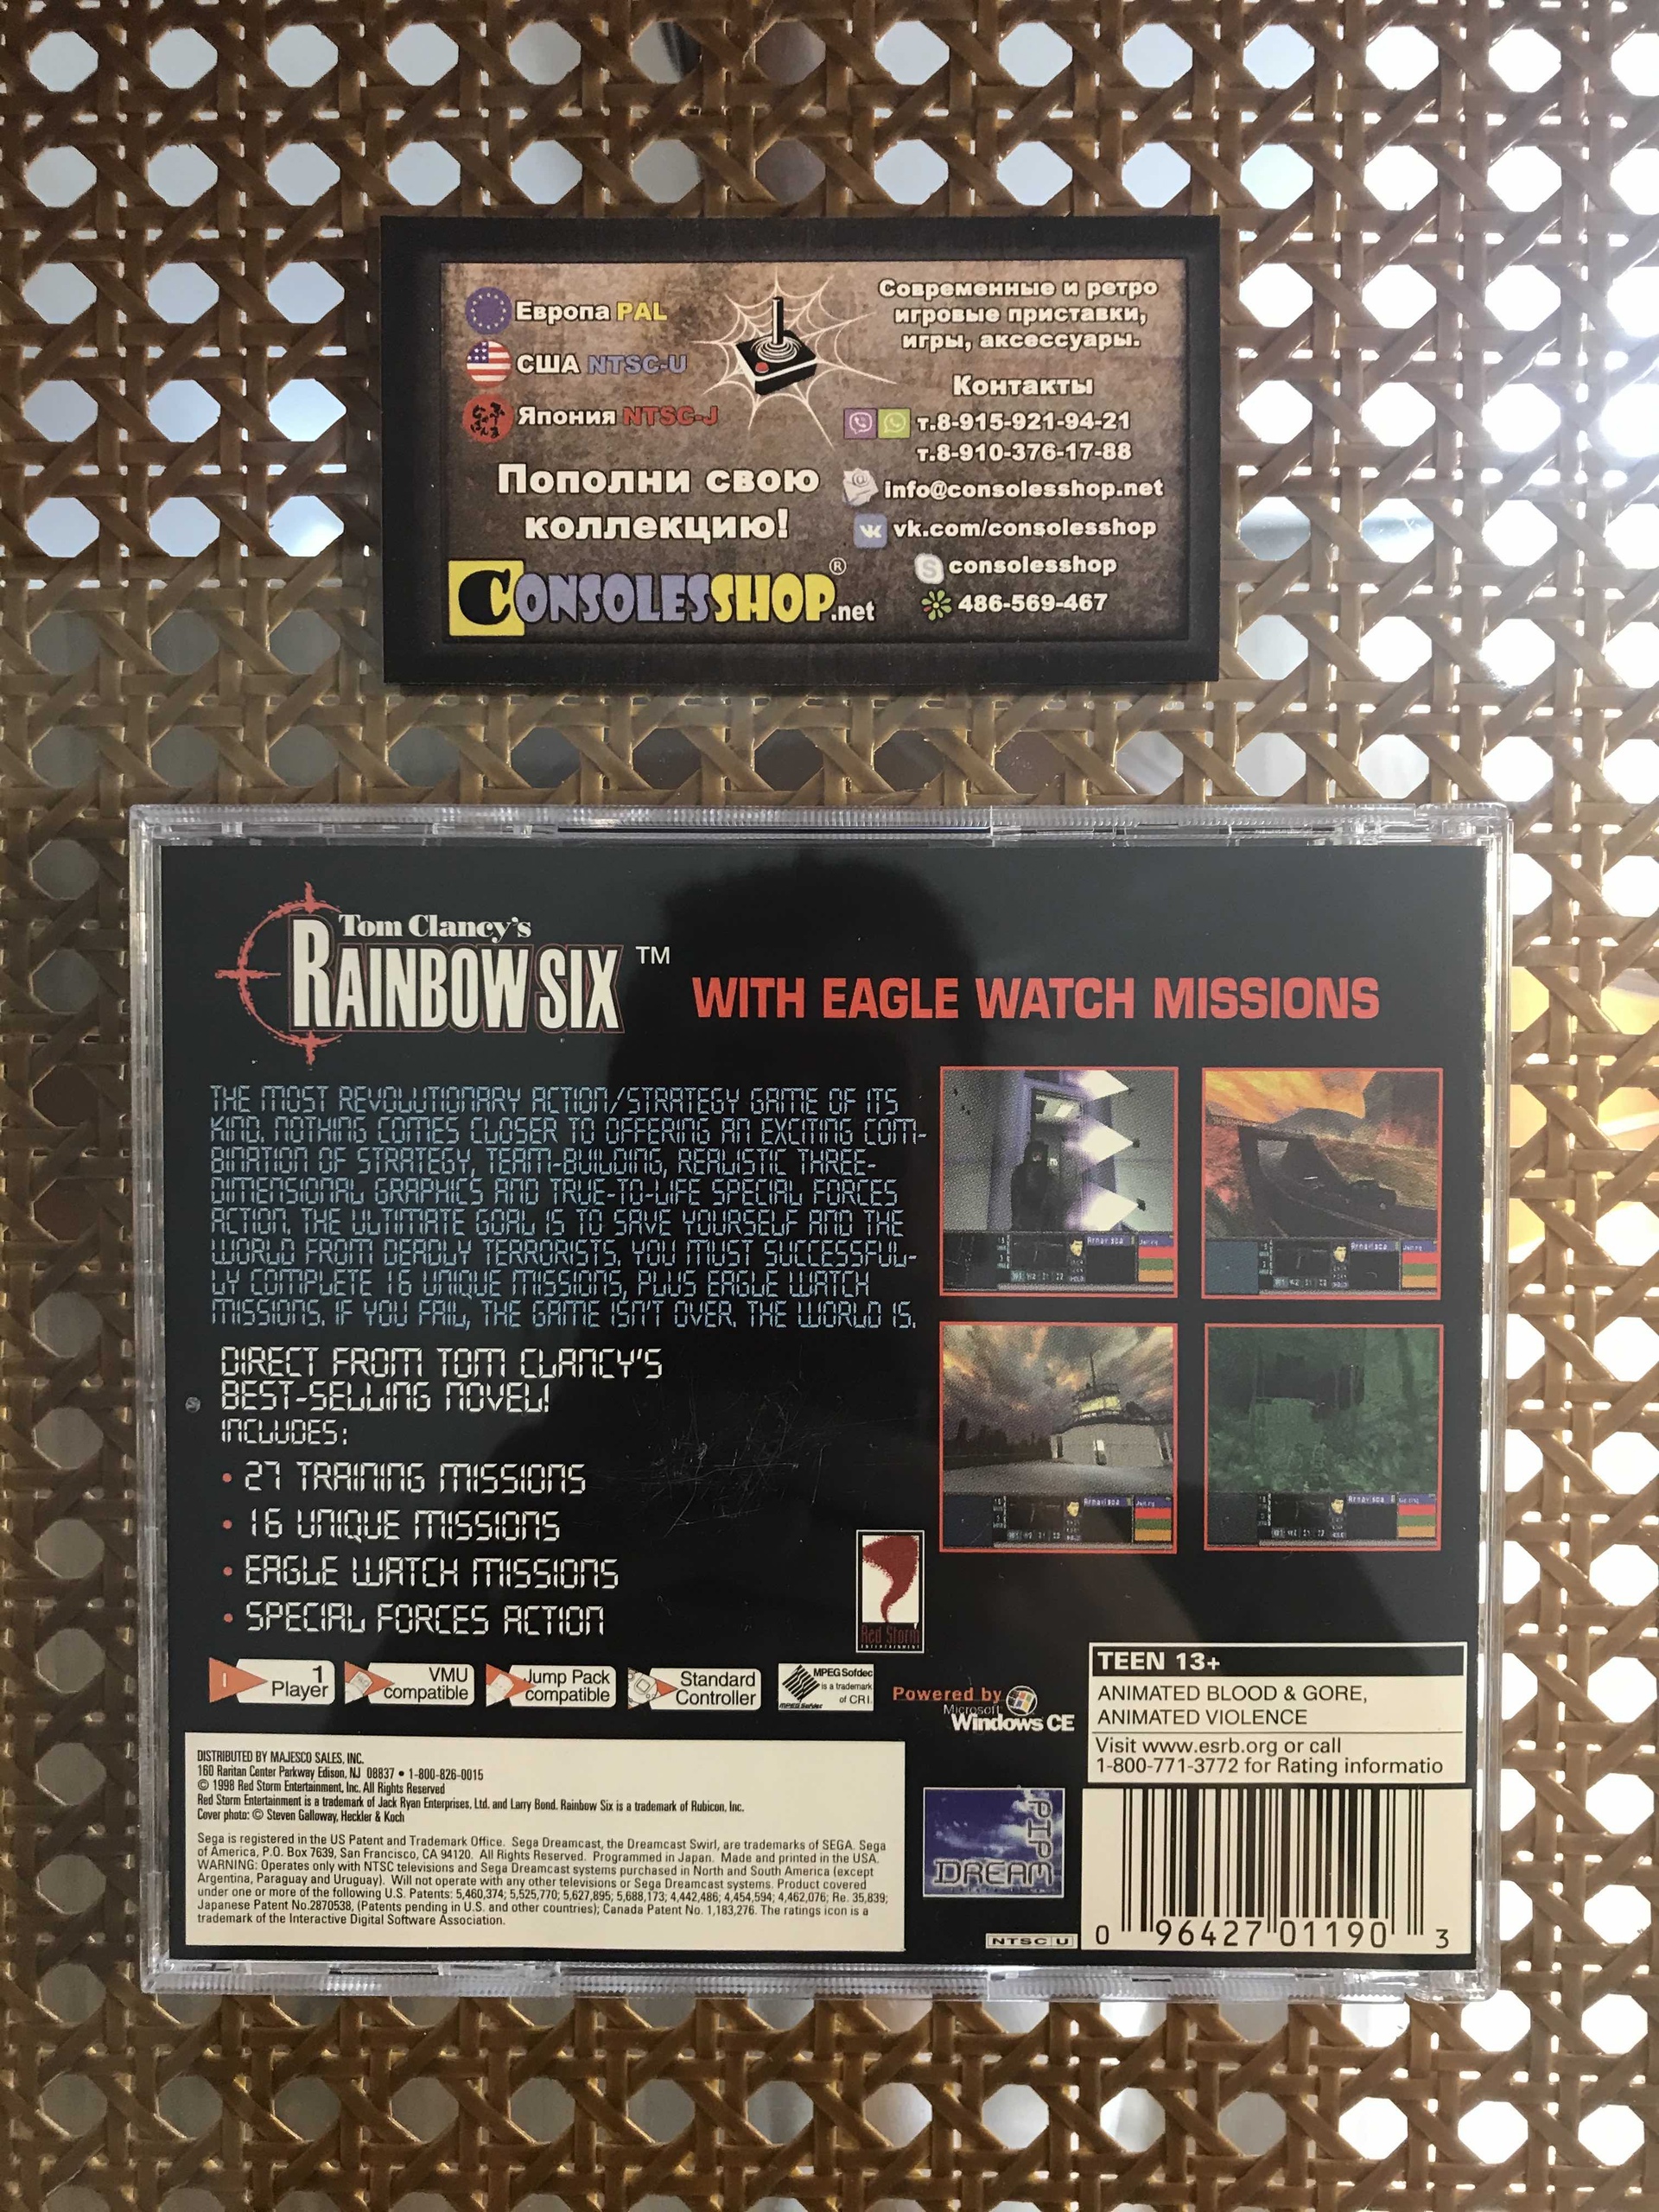 Европа PAL
США NTSC-U
Япония NTSC-J
Пополни свою
коллекцию!
CONSOLESSHOP.net ®
Современные и ретро
игровые приставки,
игры, аксессуары.
Контакты
т.8-915-921-94-21
т.8-910-376-17-88
info@consolesshop.net
vk.com/consolesshop
consolesshop
486-569-467
Tom Clancy's
RAINBOW SIX ™
WITH EAGLE WATCH MISSIONS
THE MOST REVOLUTIONARY ACTION/STRATEGY GAME OF ITS
KIND. NOTHING COMES CLOSER TO OFFERING AN EXCITING COM-
BINATION OF STRATEGY, TEAM-BUILDING, REALISTIC THREE-
DIMENSIONAL GRAPHICS AND TRUE-TO-LIFE SPECIAL FORCES
ACTION. THE ULTIMATE GOAL IS TO SAVE YOURSELF AND THE
WORLD FROM DEADLY TERRORISTS. YOU MUST SUCCESSFUL-
LY COMPLETE 16 UNIQUE MISSIONS, PLUS EAGLE WATCH
MISSIONS. IF YOU FAIL, THE GAME ISN'T OVER. THE WORLD IS.
DIRECT FROM TOM CLANCY'S
BEST-SELLING NOVEL!
INCLUDES:
• 27 TRAINING MISSIONS
• 16 UNIQUE MISSIONS
• EAGLE WATCH MISSIONS
• SPECIAL FORCES ACTION
Red Storm
ENTERTAINMENT
1
Player
VMU
compatible
Jump Pack
compatible
Standard
Controller
MPEG Sofdec
is a trademark
of CRI.
Powered by
Microsoft
Windows CE
TEEN 13+
ANIMATED BLOOD & GORE,
ANIMATED VIOLENCE
Visit www.esrb.org or call
1-800-771-3772 for Rating informatio
DISTRIBUTED BY MAJESCO SALES, INC.
160 Raritan Center Parkway Edison, NJ 08837 • 1-800-826-0015
© 1998 Red Storm Entertainment, Inc. All Rights Reserved
Red Storm Entertainment is a trademark of Jack Ryan Enterprises, Ltd. and Larry Bond. Rainbow Six is a trademark of Rubicon, Inc.
Cover photo: © Steven Galloway, Heckler & Koch
Sega is registered in the US Patent and Trademark Office. Sega Dreamcast, the Dreamcast Swirl, are trademarks of SEGA. Sega
of America, P.O. Box 7639, San Francisco, CA 94120. All Rights Reserved. Programmed in Japan. Made and printed in the USA.
WARNING: Operates only with NTSC televisions and Sega Dreamcast systems purchased in North and South America (except
Argentina, Paraguay and Uruguay). Will not operate with any other televisions or Sega Dreamcast systems. Product covered
under one or more of the following U.S. Patents: 5,460,374; 5,525,770; 5,627,895; 5,688,173; 4,442,486; 4,454,594; 4,462,076; Re. 35,839;
Japanese Patent No.2870538, (Patents pending in U.S. and other countries); Canada Patent No. 1,183,276. The ratings icon is a
trademark of the Interactive Digital Software Association.
PIP
DREAM
NTSC U
0 96427 01190 3